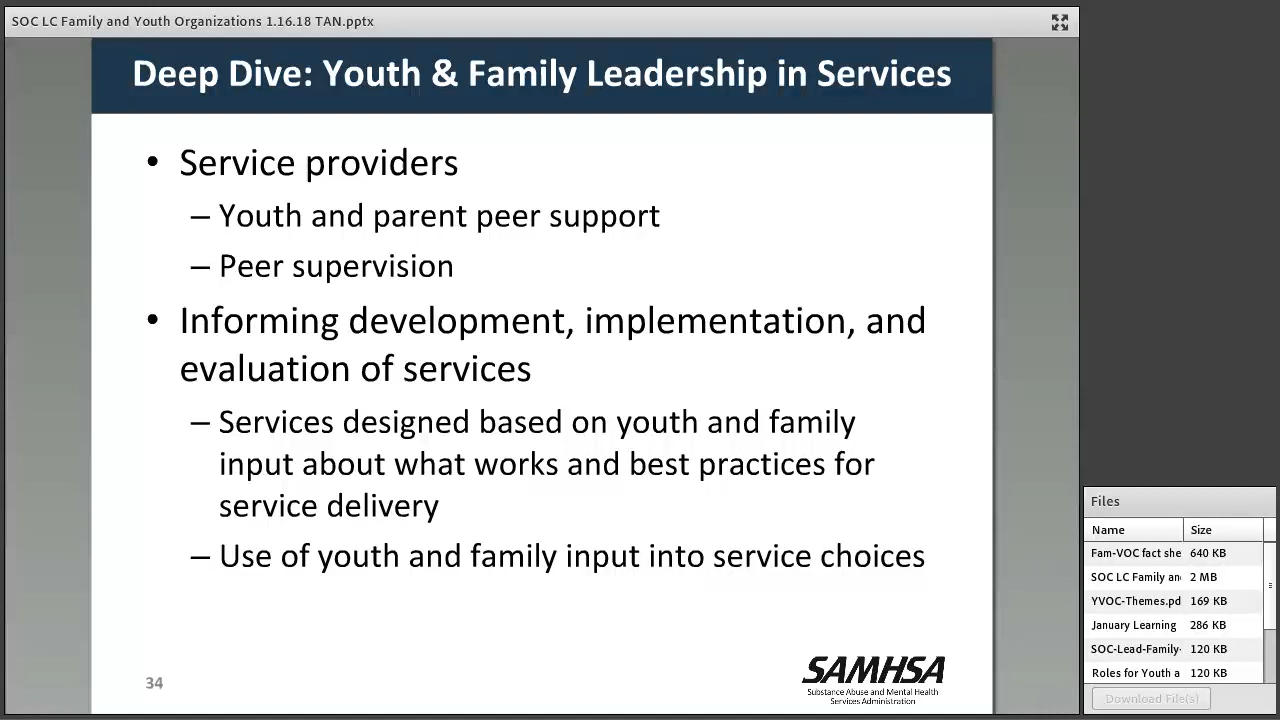 SOC LC Family and Youth Organizations 1.16.18 TAN.pptx
Deep Dive: Youth & Family Leadership in Services
• Service providers
– Youth and parent peer support
– Peer supervision
• Informing development, implementation, and
evaluation of services
– Services designed based on youth and family
input about what works and best practices for
service delivery
– Use of youth and family input into service choices
34
SAMHSA
Substance Abuse and Mental Health
Services Administration
Files
Name Size
Fam-VOC fact she 640 KB
SOC LC Family and 2 MB
YVOC-Themes.pd 169 KB
January Learning 286 KB
SOC-Lead-Family- 120 KB
Roles for Youth a 120 KB
Download File(s)